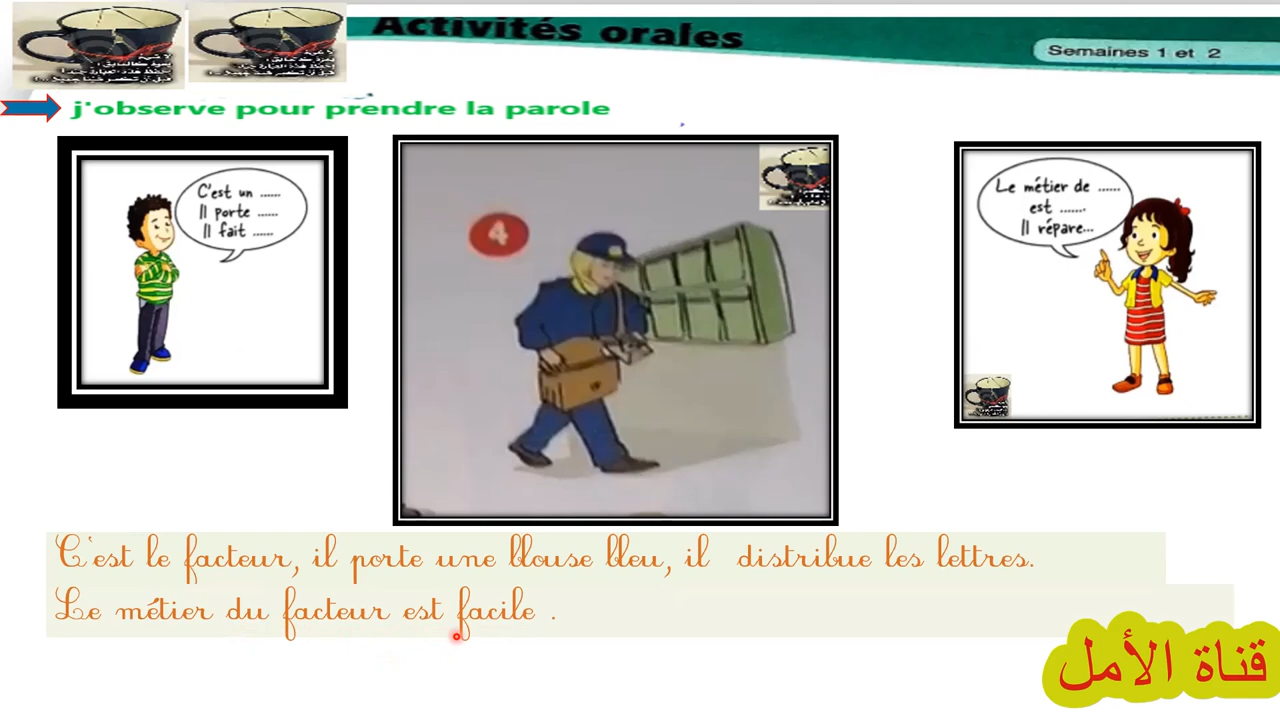 Activités orales
Semaines 1 et 2
j'observe pour prendre la parole
C'est un ......
Il porte ......
Il fait ......
4
Le métier de ......
est .......
Il répare...
C'est le facteur, il porte une blouse bleu, il distribue les lettres.
Le métier du facteur est facile .
قناة الأمل